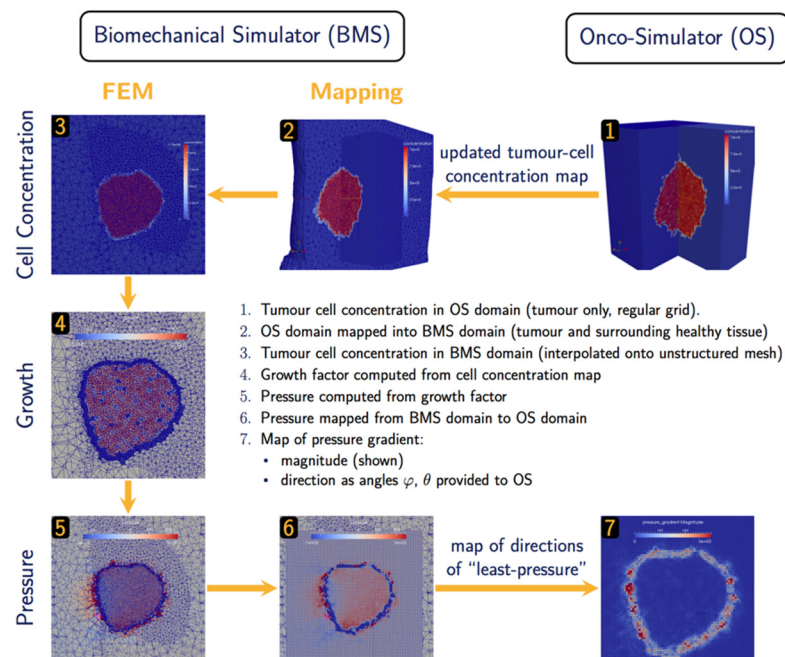 Biomechanical Simulator (BMS)
Onco-Simulator (OS)
FEM
Mapping
Cell Concentration
3
2
updated tumour-cell
concentration map
1
concentration
Growth
4
1. Tumour cell concentration in OS domain (tumour only, regular grid).
2. OS domain mapped into BMS domain (tumour and surrounding healthy tissue)
3. Tumour cell concentration in BMS domain (interpolated onto unstructured mesh)
4. Growth factor computed from cell concentration map
5. Pressure computed from growth factor
6. Pressure mapped from BMS domain to OS domain
7. Map of pressure gradient:
• magnitude (shown)
• direction as angles φ, θ provided to OS
Pressure
5
6
map of directions
of "least-pressure"
7
pressure_gradient Magnitude